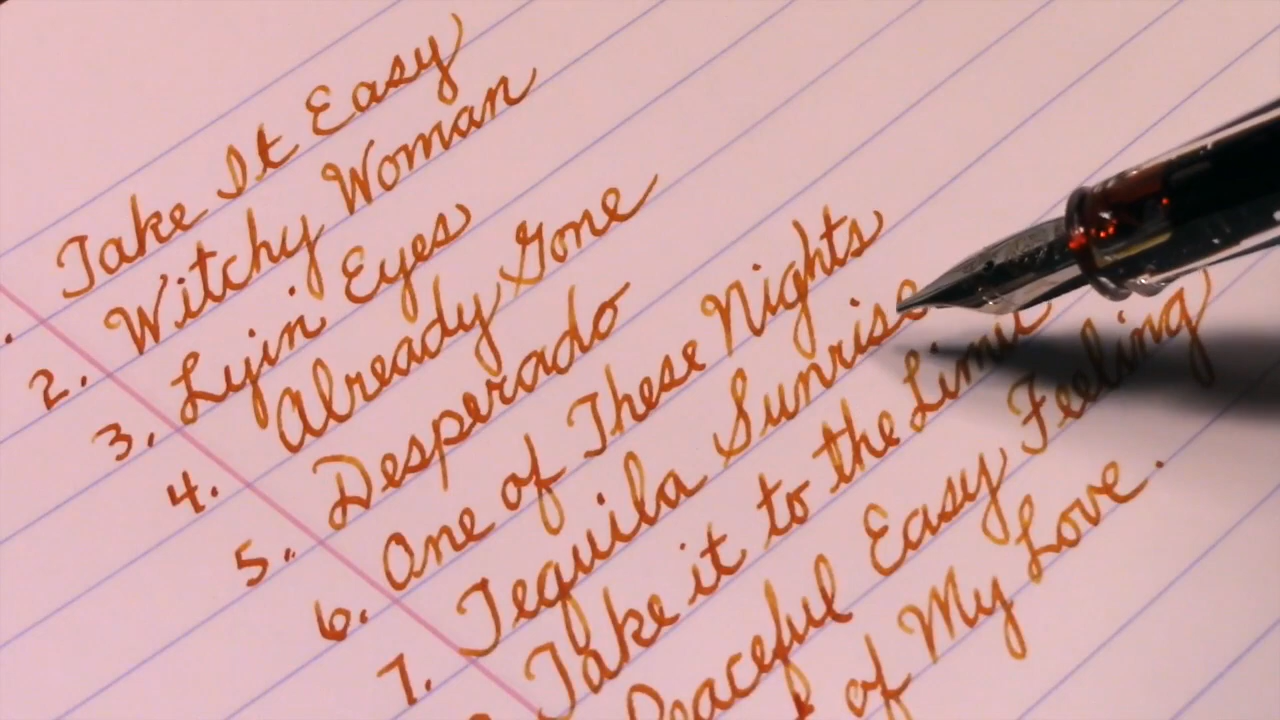 Take It Easy
2. Witchy Woman
3. Lyin' Eyes
4. Already Gone
5. Desperado
6. One of These Nights
7. Tequila Sunrise
Take it to the Limit
Peaceful Easy Feeling
of My Love.